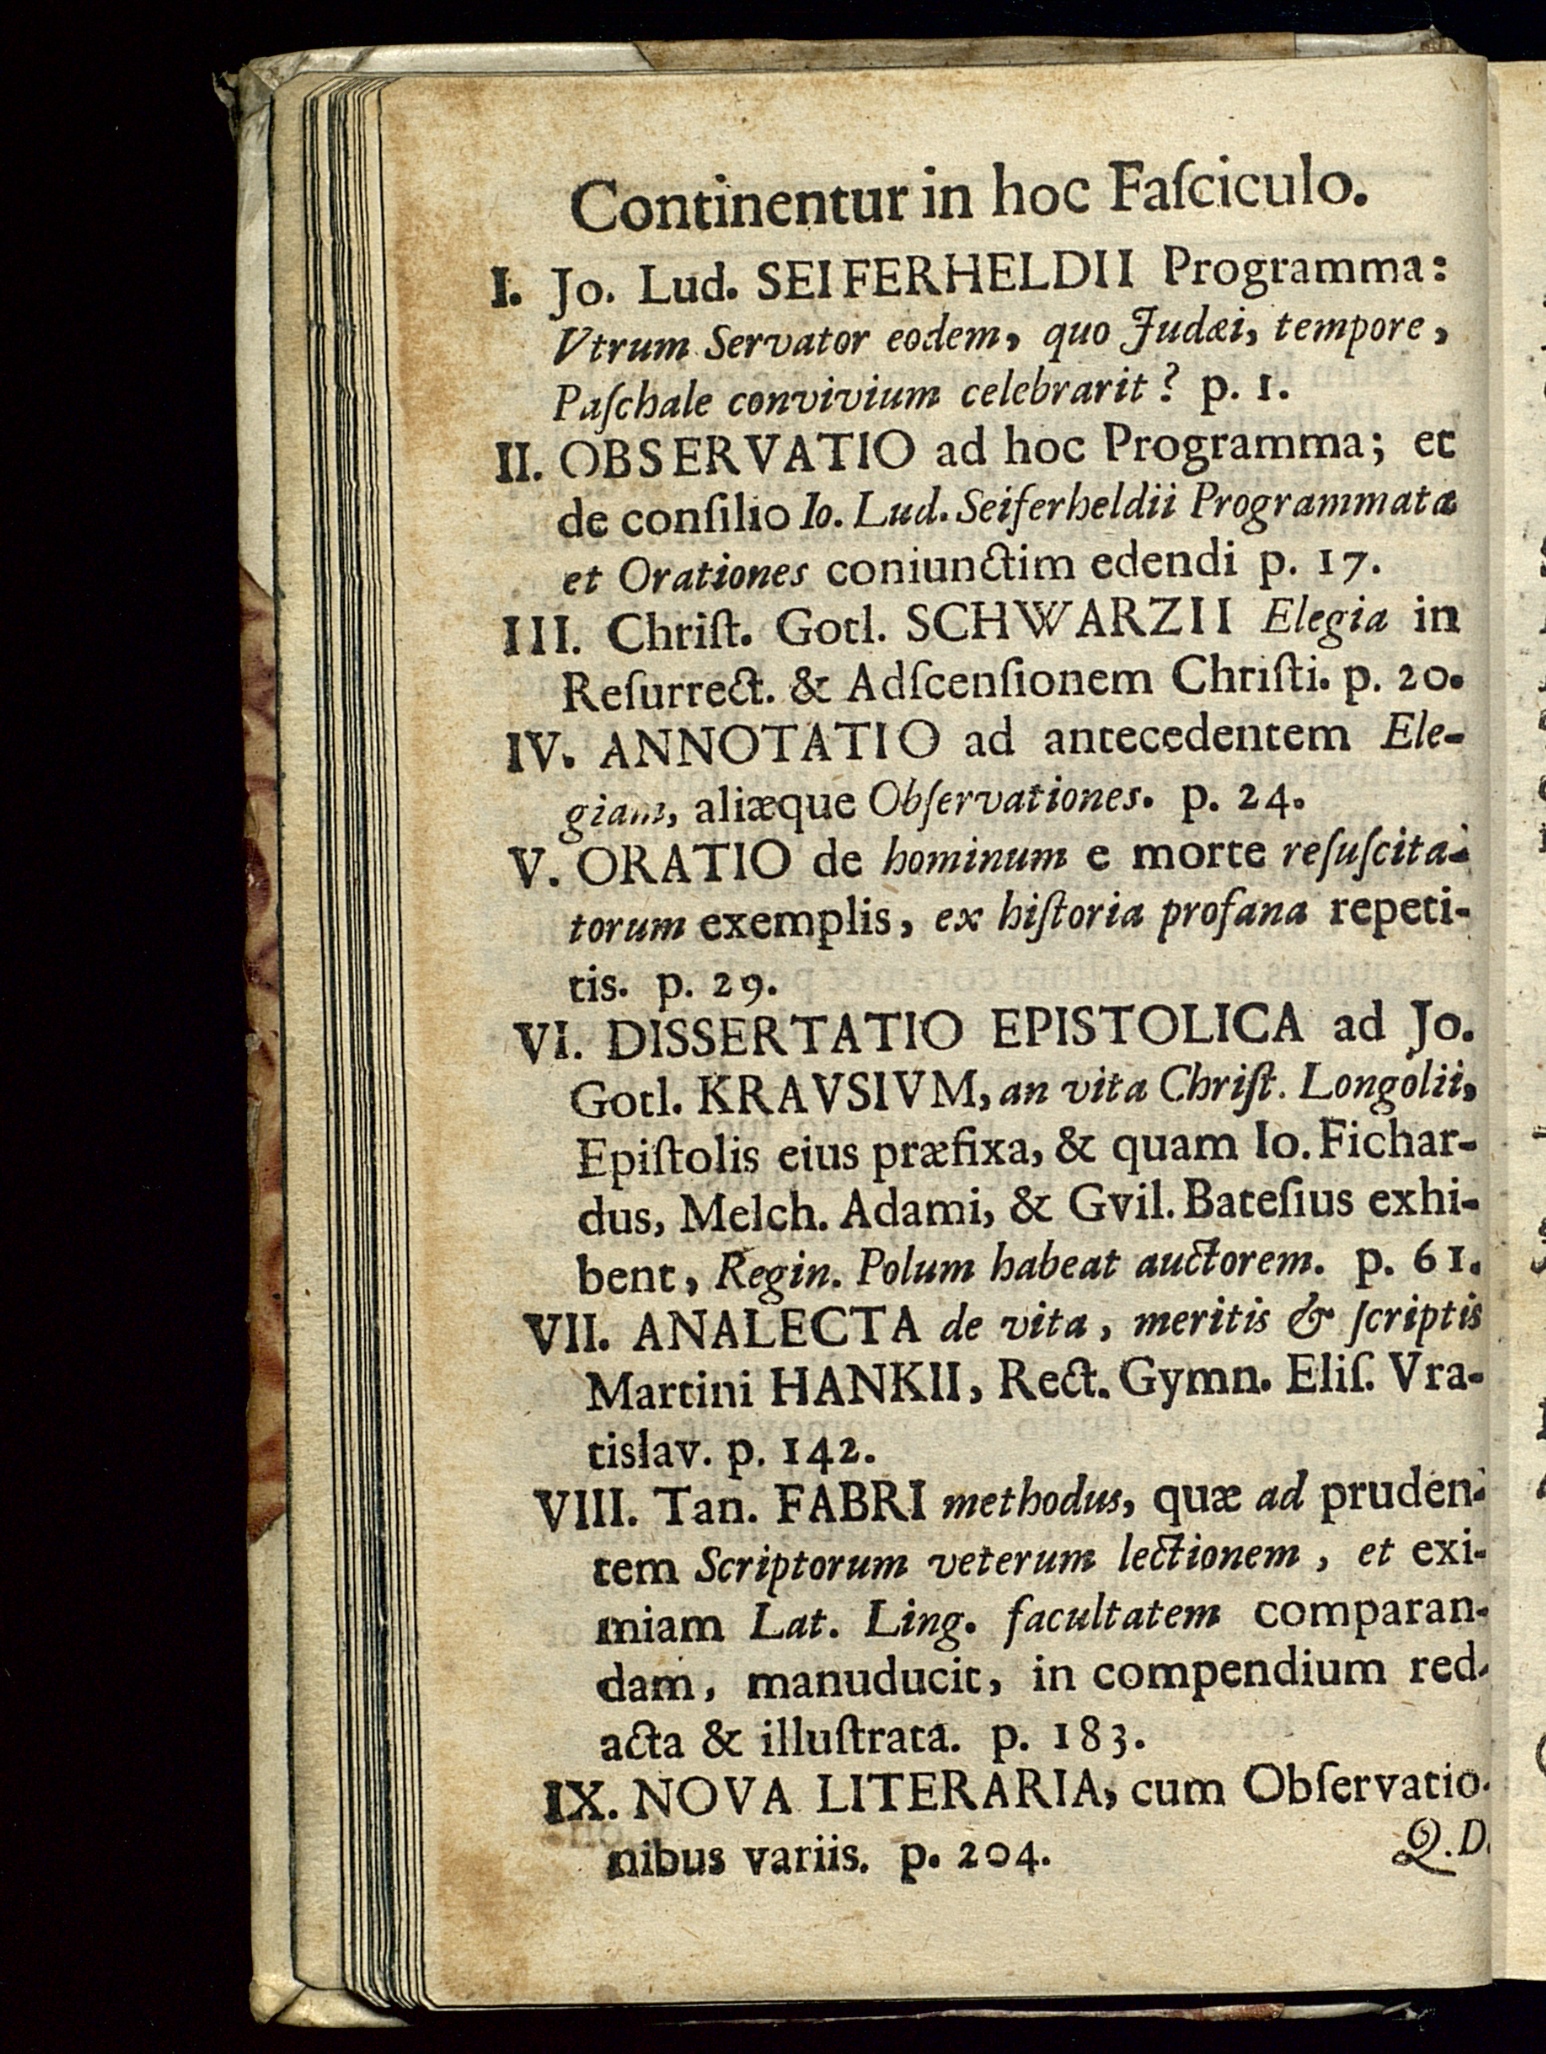 Continentur in hoc Faſciculo.
I. Jo. Lud. SEIFERHELDII Programma:
Vtrum Servator eodem, quo Judæi, tempore,
Paſchale convivium celebrarit? p. 1.
II. OBSERVATIO ad hoc Programma; et
de conſilio Io. Lud. Seiferheldii Programmata
et Orationes coniunctim edendi p. 17.
III. Chriſt. Gotl. SCHWARZII Elegia in
Reſurrect. & Adſcenſionem Chriſti. p. 20.
IV. ANNOTATIO ad antecedentem Ele-
giam, aliæque Obſervationes. p. 24.
V. ORATIO de hominum e morte reſuſcita-
torum exemplis, ex hiſtoria profana repeti-
tis. p. 29.
VI. DISSERTATIO EPISTOLICA ad Jo.
Gotl. KRAVSIVM, an vita Chriſt. Longolii,
Epiſtolis eius præfixa, & quam Io. Fichar-
dus, Melch. Adami, & Gvil. Bateſius exhi-
bent, Regin. Polum habeat auctorem. p. 61.
VII. ANALECTA de vita, meritis & ſcriptis
Martini HANKII, Rect. Gymn. Eliſ. Vra-
tislav. p. 142.
VIII. Tan. FABRI methodus, quæ ad pruden-
tem Scriptorum veterum lectionem, et exi-
miam Lat. Ling. facultatem comparan-
dam, manuducit, in compendium red-
acta & illuſtrata. p. 183.
IX. NOVA LITERARIA, cum Obſervatio-
nibus variis. p. 204.
Q. D.